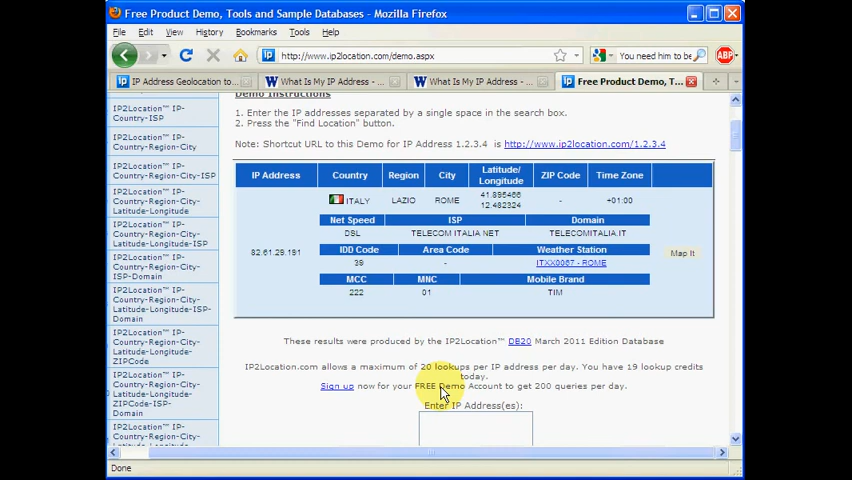 Free Product Demo, Tools and Sample Databases - Mozilla Firefox
File Edit View History Bookmarks Tools Help
http://www.ip2location.com/demo.aspx
You need him to be
ABP
IP Address Geolocation to...
What Is My IP Address - ...
What Is My IP Address - ...
Free Product Demo, T...
IP2Location™ IP-
Country-ISP
IP2Location™ IP-
Country-Region-City
IP2Location™ IP-
Country-Region-City-ISP
IP2Location™ IP-
Country-Region-City-
Latitude-Longitude
IP2Location™ IP-
Country-Region-City-
Latitude-Longitude-ISP
IP2Location™ IP-
Country-Region-City-
ISP-Domain
IP2Location™ IP-
Country-Region-City-
Latitude-Longitude-ISP-
Domain
IP2Location™ IP-
Country-Region-City-
Latitude-Longitude-
ZIPCode
IP2Location™ IP-
Country-Region-City-
Latitude-Longitude-
ZIPCode-ISP-
Domain
IP2Location™ IP-
Country-Region-City-
Demo Instructions
1. Enter the IP addresses separated by a single space in the search box.
2. Press the "Find Location" button.
Note: Shortcut URL to this Demo for IP Address 1.2.3.4 is http://www.ip2location.com/1.2.3.4
IP Address Country Region City Latitude/ Longitude ZIP Code Time Zone
ITALY LAZIO ROME 41.895466 12.482324 - +01:00
Net Speed ISP Domain
DSL TELECOM ITALIA NET TELECOMITALIA.IT
82.61.29.191
IDD Code Area Code Weather Station
39 - ITXX0067 - ROME
Map It
MCC MNC Mobile Brand
222 01 TIM
These results were produced by the IP2Location™ DB20 March 2011 Edition Database
IP2Location.com allows a maximum of 20 lookups per IP address per day. You have 19 lookup credits
today.
Sign up now for your FREE Demo Account to get 200 queries per day.
Enter IP Address(es):
Done